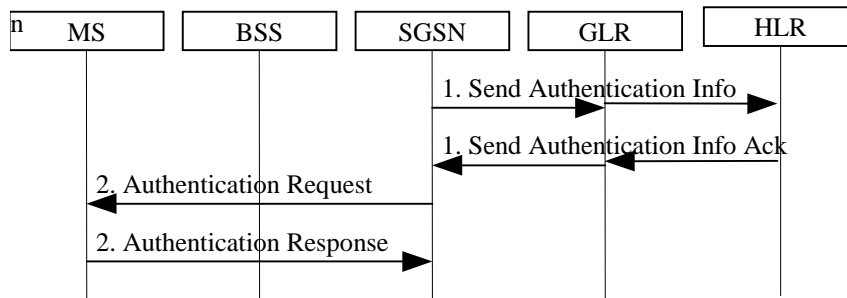 n
MS BSS SGSN GLR HLR
1. Send Authentication Info
1. Send Authentication Info Ack
2. Authentication Request
2. Authentication Response